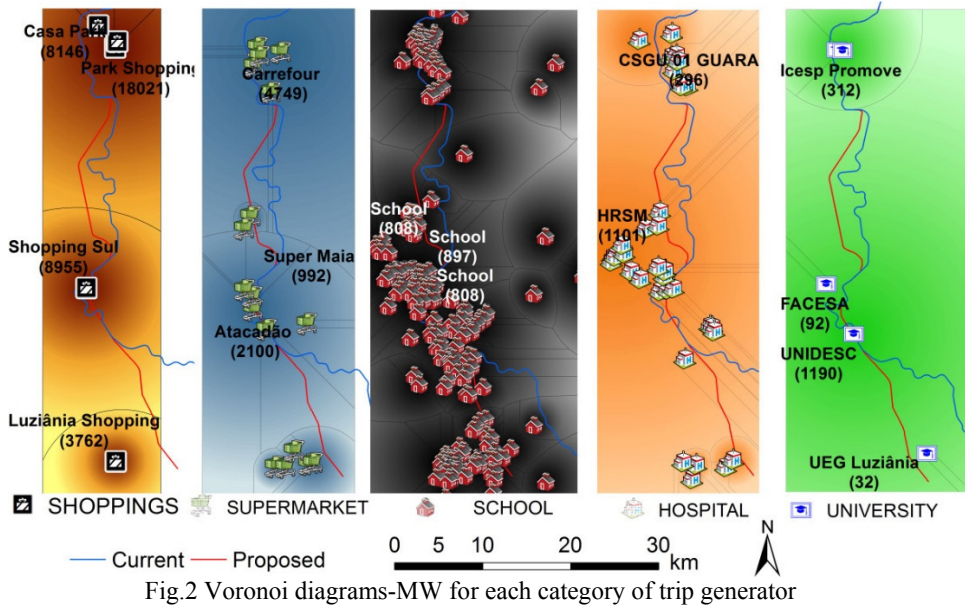 Casa Park
(8146)
Park Shopping
(18021)
Shopping Sul
(8955)
Luziânia Shopping
(3762)
Carrefour
(4749)
Super Maia
(992)
Atacadão
(2100)
School
(808)
School
(897)
School
(808)
CSGU 01 GUARA
(296)
HRSM
(1101)
Icesp Promove
(312)
FACESA
(92)
UNIDESC
(1190)
UEG Luziânia
(32)
SHOPPINGS
SUPERMARKET
SCHOOL
HOSPITAL
UNIVERSITY
Current
Proposed
0 10 20 30
km
N
Fig.2 Voronoi diagrams-MW for each category of trip generator